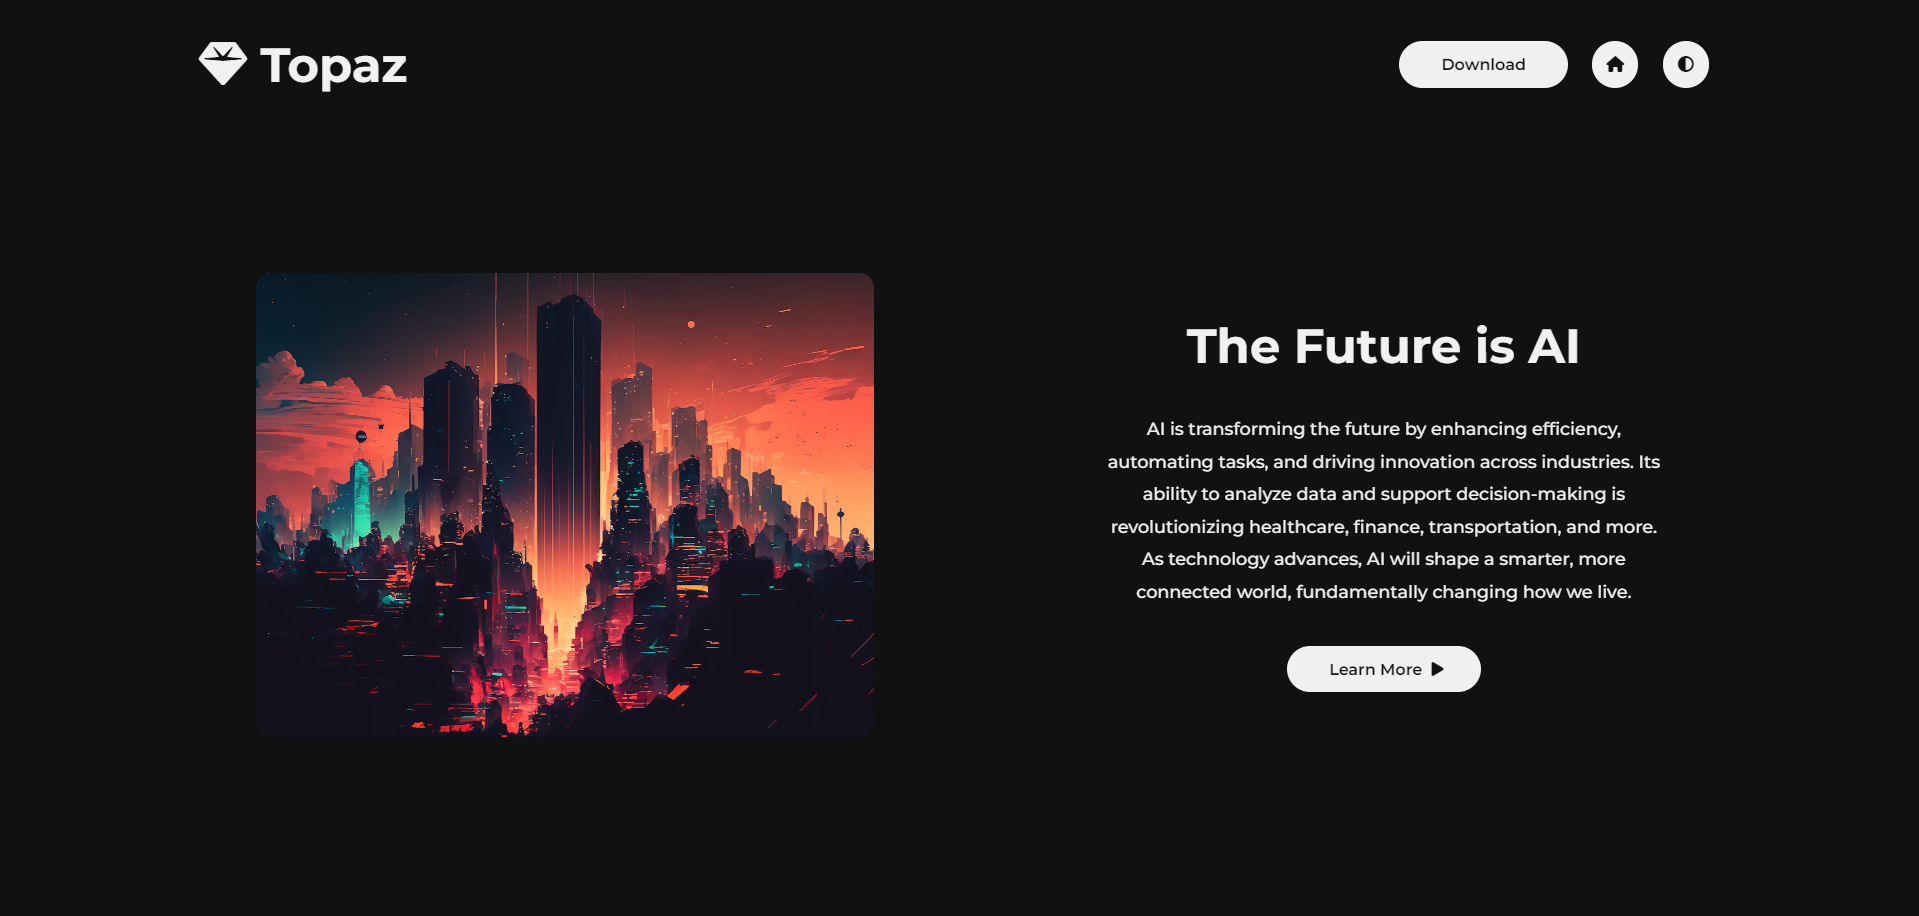 Topaz
Download
The Future is AI
AI is transforming the future by enhancing efficiency,
automating tasks, and driving innovation across industries. Its
ability to analyze data and support decision-making is
revolutionizing healthcare, finance, transportation, and more.
As technology advances, AI will shape a smarter, more
connected world, fundamentally changing how we live.
Learn More